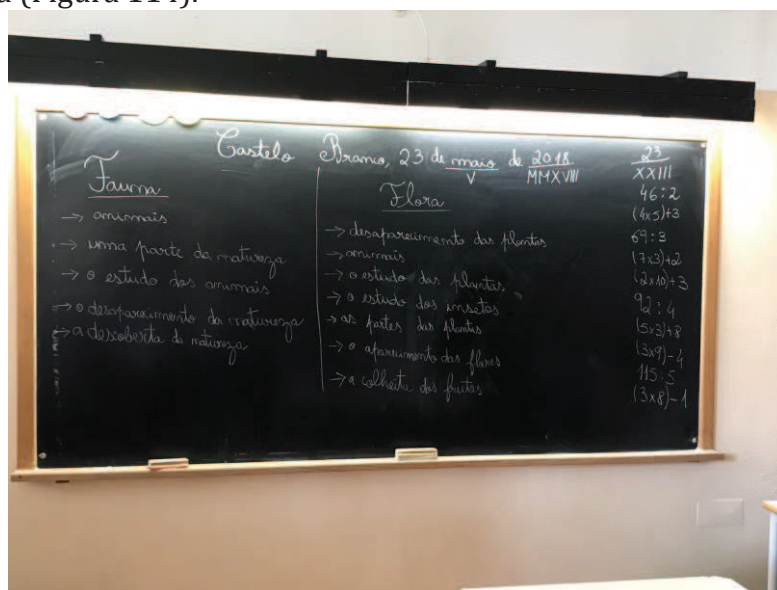 a (Figura 114).
Castelo Branco, 23 de maio de 2018
V MMXVIII
Fauna
→ animais
→ uma parte da natureza
→ o estudo dos animais
→ o desaparecimento da natureza
→ a descoberta da natureza
Flora
→ desaparecimento das plantas
→ animais
→ o estudo das plantas
→ o estudo dos insetos
→ as partes das plantas
→ o aparecimento das flores
→ a colheita dos frutos
23
XXIII
46:2
(4x5)+3
69:3
(7x3)+2
(2x10)+3
92:4
(5x3)+8
(3x9)-4
115:5
(3x8)-1